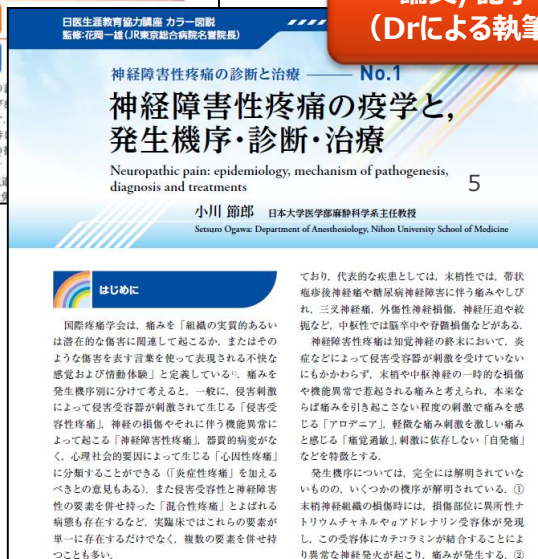 論文/記事
（Drによる執筆
日医生涯教育協力講座 カラー図説
監修:花岡一雄(JR東京総合病院名誉院長)
神経障害性疼痛の診断と治療 —— No.1
神経障害性疼痛の疫学と,
発生機序・診断・治療
Neuropathic pain: epidemiology, mechanism of pathogenesis,
diagnosis and treatments
5
小川 節郎 日本大学医学部麻酔科学系主任教授
Setsuro Ogawa: Department of Anesthesiology, Nihon University School of Medicine
はじめに
国際疼痛学会は，痛みを「組織の実質的あるい
は潜在的な傷害に関連して起こるか，またはその
ような傷害を表す言葉を使って表現される不快な
感覚および情動体験」と定義している¹⁾．痛みを
発生機序別に分けて考えると，一般に，侵害刺激
によって侵害受容器が刺激されて生じる「侵害受
容性疼痛」，神経の損傷やそれに伴う機能異常に
よって起こる「神経障害性疼痛」，器質的病変がな
く，心理社会的要因によって生じる「心因性疼痛」
に分類することができる（「炎症性疼痛」を加える
べきとの意見もある）．また侵害受容性と神経障害
性の要素を併せ持った「混合性疼痛」とよばれる
病態も存在するなど，実臨床ではこれらの要素が
単一に存在するだけでなく，複数の要素を併せ持
つことも多い．
ており，代表的な疾患としては，末梢性では，帯状
疱疹後神経痛や糖尿病神経障害に伴う痛みやしび
れ，三叉神経痛，外傷性神経損傷，神経圧迫や絞
扼など，中枢性では脳卒中や脊髄損傷などがある．
神経障害性疼痛は知覚神経の終末において，炎
症などによって侵害受容器が刺激を受けていない
にもかかわらず，末梢や中枢神経の一時的な損傷
や機能異常で惹起される痛みと考えられ，本来な
らば痛みを引き起こさない程度の刺激で痛みを感
じる「アロデニア」，軽微な痛み刺激を激しい痛み
と感じる「痛覚過敏」，刺激に依存しない「自発痛」
などを特徴とする．
発生機序については，完全には解明されていな
いものの，いくつかの機序が解明されている．①
末梢神経組織の損傷時には，損傷部位に異所性ナ
トリウムチャネルやαアドレナリン受容体が発現
し，この受容体にカテコラミンが結合することによ
り異常な神経発火が起こり，痛みが発生する．②